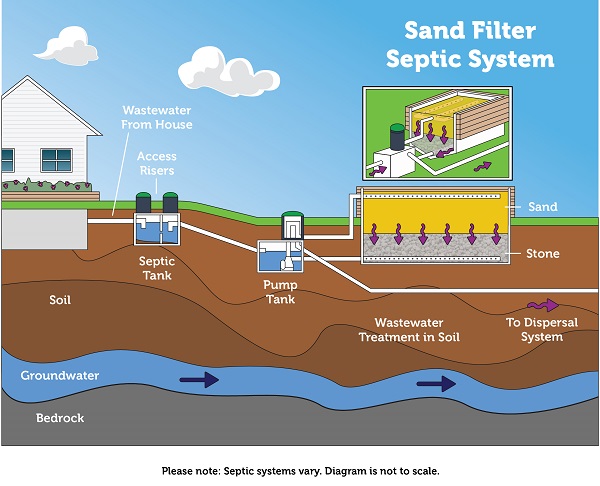 Sand Filter
Septic System
Wastewater
From House
Access
Risers
Sand
Stone
Septic
Tank
Pump
Tank
Soil
Wastewater
Treatment in Soil
To Dispersal
System
Groundwater
Bedrock
Please note: Septic systems vary. Diagram is not to scale.